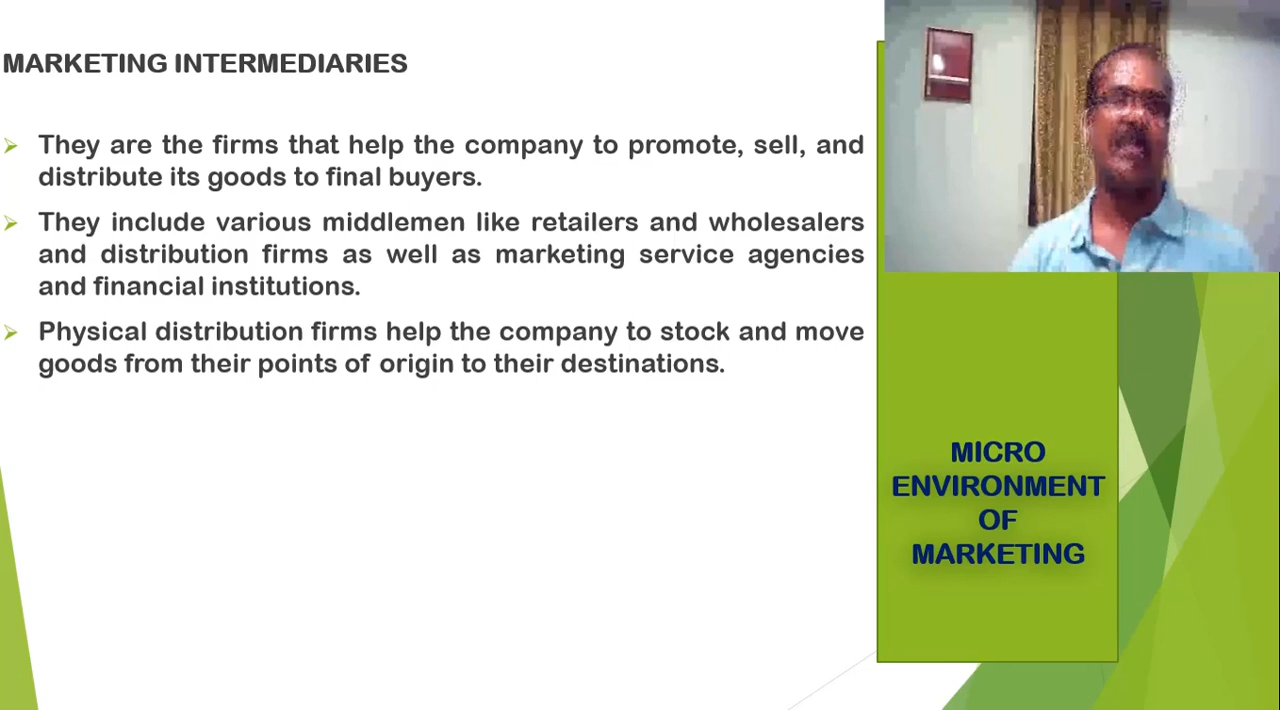 MARKETING INTERMEDIARIES
They are the firms that help the company to promote, sell, and
distribute its goods to final buyers.
They include various middlemen like retailers and wholesalers
and distribution firms as well as marketing service agencies
and financial institutions.
Physical distribution firms help the company to stock and move
goods from their points of origin to their destinations.
MICRO
ENVIRONMENT
OF
MARKETING